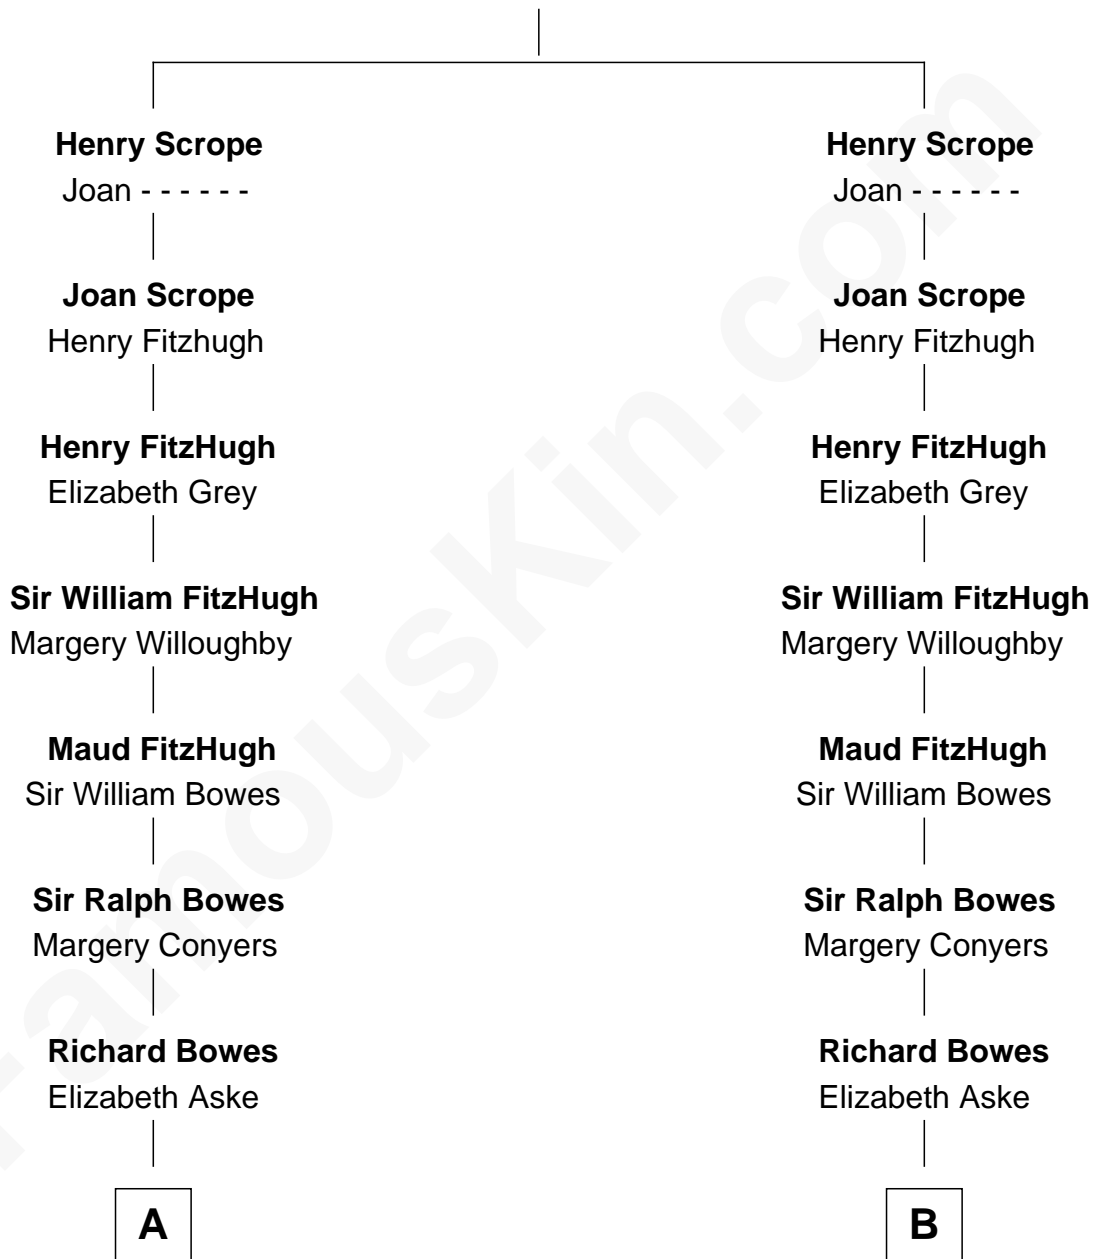 Henry Scrope
Joan - - - - - -
Joan Scrope
Henry Fitzhugh
Henry FitzHugh
Elizabeth Grey
Sir William FitzHugh
Margery Willoughby
Maud FitzHugh
Sir William Bowes
Sir Ralph Bowes
Margery Conyers
Richard Bowes
Elizabeth Aske
A
Henry Scrope
Joan - - - - - -
Joan Scrope
Henry Fitzhugh
Henry FitzHugh
Elizabeth Grey
Sir William FitzHugh
Margery Willoughby
Maud FitzHugh
Sir William Bowes
Sir Ralph Bowes
Margery Conyers
Richard Bowes
Elizabeth Aske
B
FamousKin.com